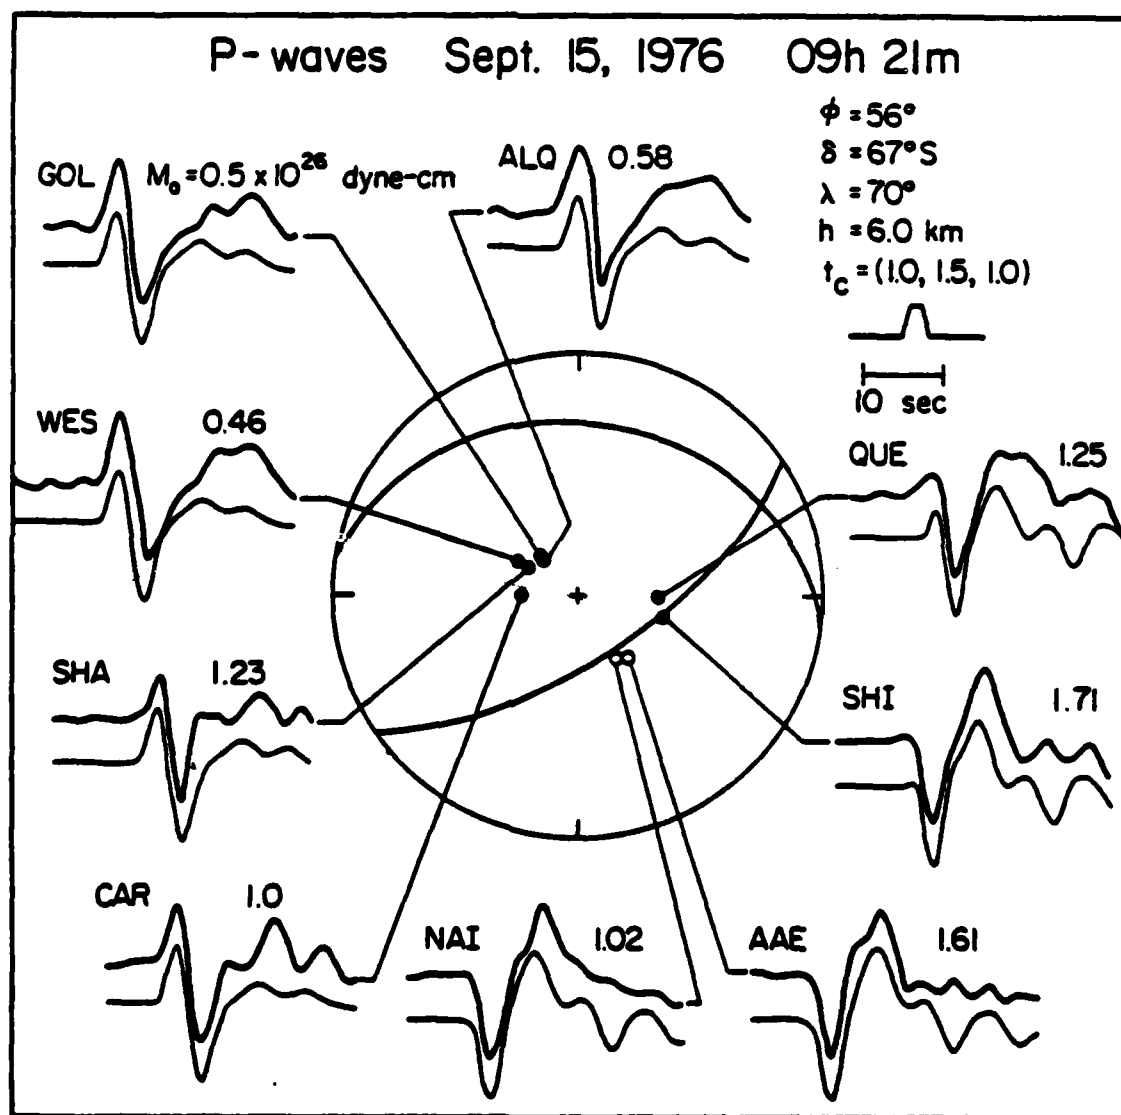 P-waves Sept. 15, 1976 09h 21m
ϕ = 56°
δ = 67°S
λ = 70°
h = 6.0 km
t_c = (1.0, 1.5, 1.0)
10 sec
GOL M_o = 0.5 x 10^26 dyne-cm
ALQ 0.58
WES 0.46
QUE 1.25
SHA 1.23
SHI 1.71
CAR 1.0
NAI 1.02
AAE 1.61